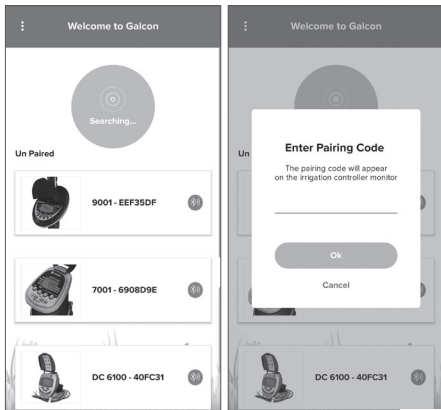 Welcome to Galcon
Searching...
Un Paired
9001 - EEF35DF
7001 - 6908D9E
DC 6100 - 40FC31
Welcome to Galcon
Un
Enter Pairing Code
The pairing code will appear
on the irrigation controller monitor
Ok
Cancel
DC 6100 - 40FC31